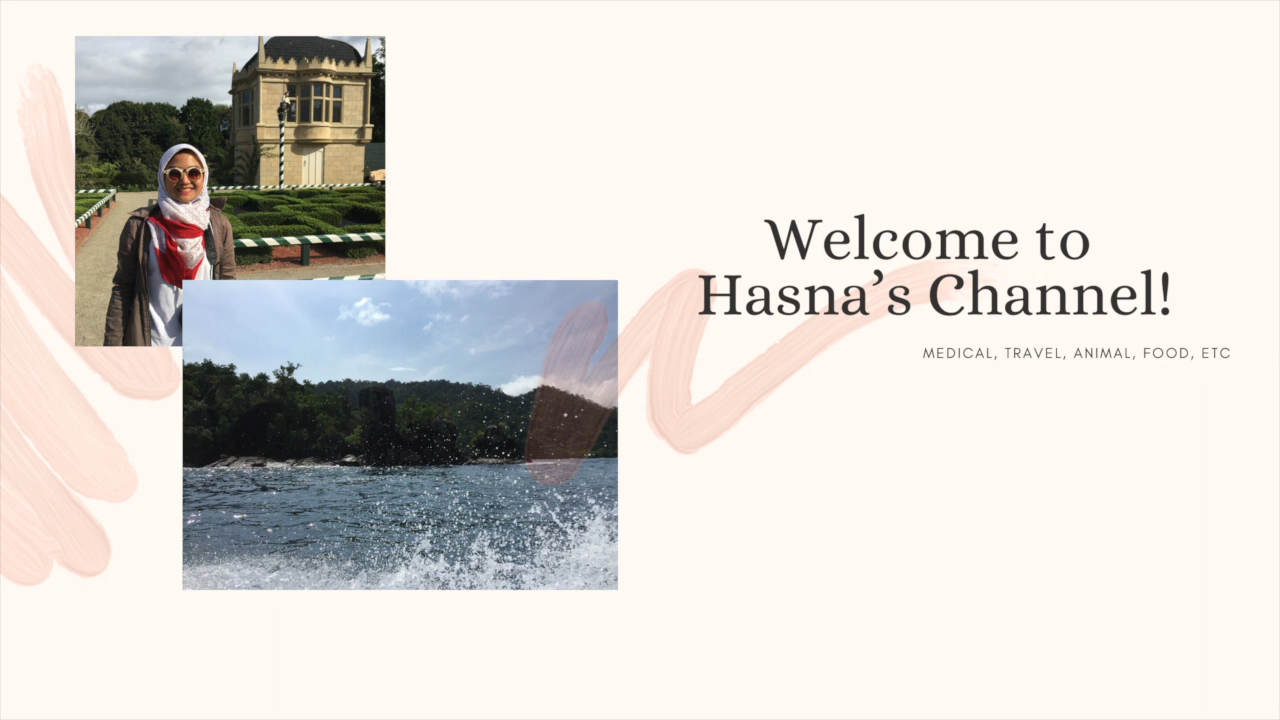 Welcome to
Hasna’s Channel!
MEDICAL, TRAVEL, ANIMAL, FOOD, ETC